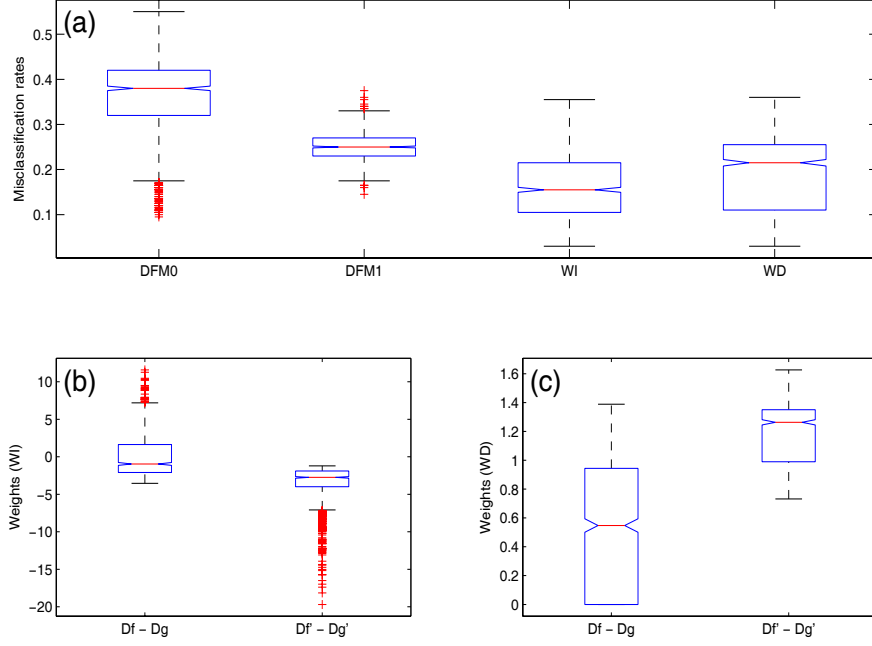 (a)
Misclassification rates
0.5
0.4
0.3
0.2
0.1
DFM0 DFM1 WI WD
(b)
Weights (WI)
10
5
0
−5
−10
−15
−20
Df − Dg Df' − Dg'
(c)
Weights (WD)
1.6
1.4
1.2
1
0.8
0.6
0.4
0.2
0
Df − Dg Df' − Dg'